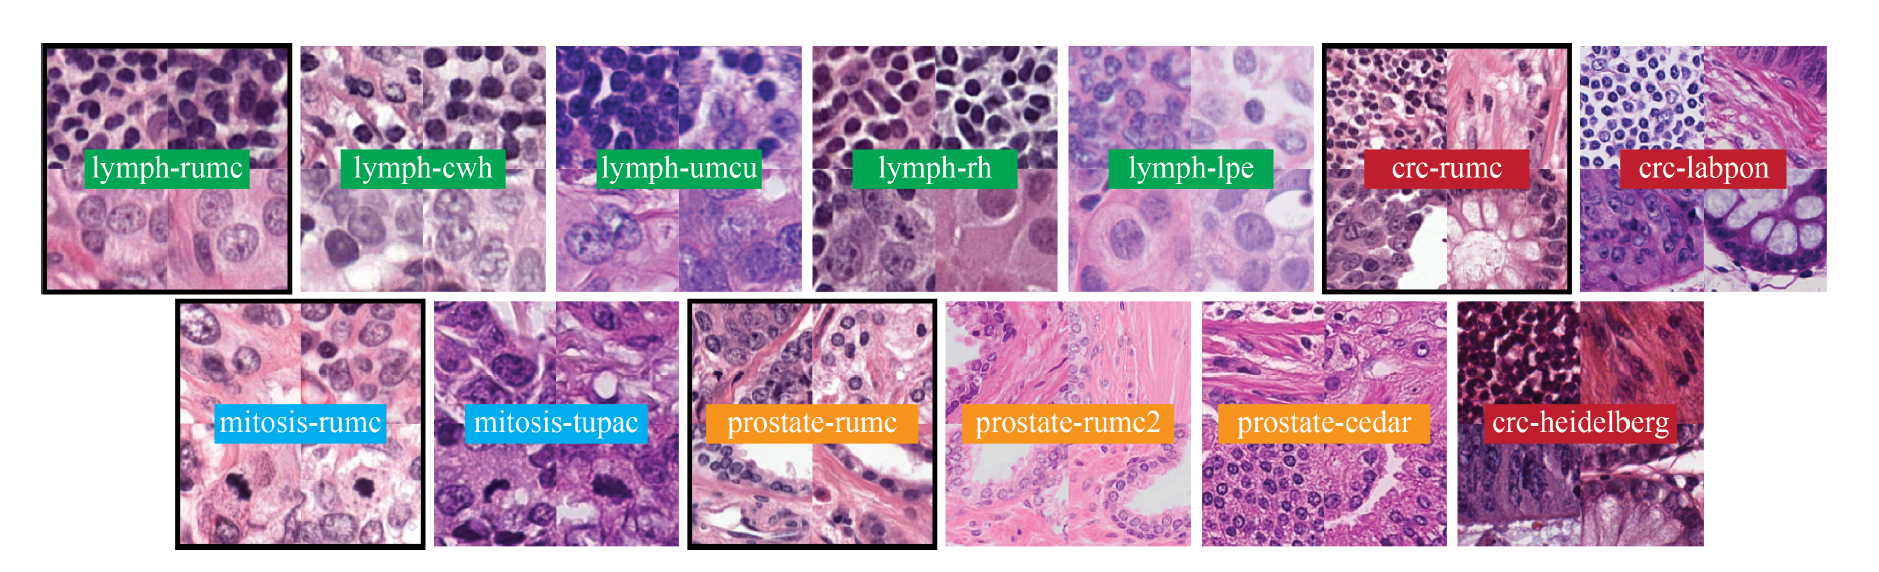 lymph-rumc
lymph-cwh
lymph-umcu
lymph-rh
lymph-lpe
crc-rumc
crc-labpon
mitosis-rumc
mitosis-tupac
prostate-rumc
prostate-rumc2
prostate-cedar
crc-heidelberg